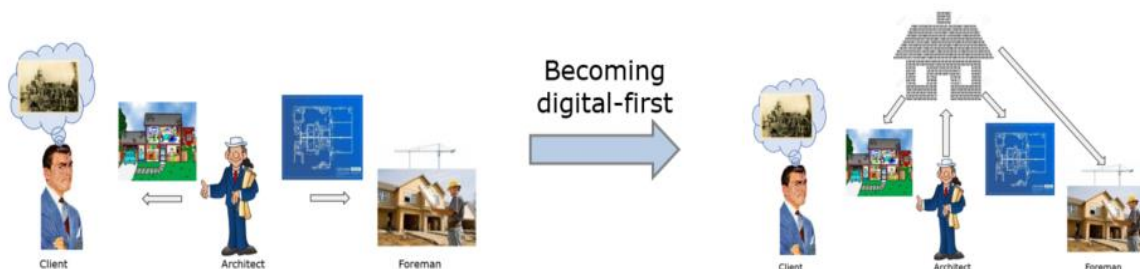 Becoming
digital-first
Client
Architect
Foreman
Client
Architect
Foreman